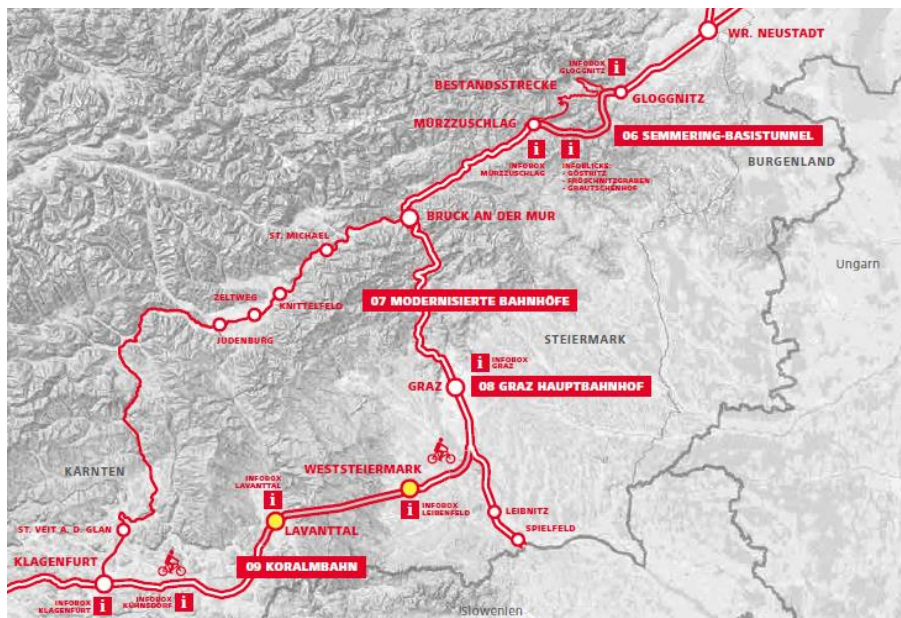 WR. NEUSTADT
INFOBOX
GLOGGNITZ
i
BESTANDSSTRECKE
GLOGGNITZ
MÜRZZUSCHLAG
06 SEMMERING-BASISTUNNEL
i
INFOBOX
MÜRZZUSCHLAG
i
INFOBLICKE:
- GÖSTRITZ
- FRÖSCHNITZGRABEN
- GRAUTSCHENHOF
BURGENLAND
BRUCK AN DER MUR
ST. MICHAEL
Ungarn
ZELTWEG
KNITTELFELD
JUDENBURG
07 MODERNISIERTE BAHNHÖFE
STEIERMARK
i
INFOBOX
GRAZ
GRAZ
08 GRAZ HAUPTBAHNHOF
KÄRNTEN
WESTSTEIERMARK
INFOBOX
LAVANTTAL
i
i
INFOBOX
LEIBENFELD
LEIBNITZ
LAVANTTAL
SPIELFELD
ST. VEIT A. D. GLAN
KLAGENFURT
09 KORALMBAHN
INFOBOX
KLAGENFURT
i
INFOBOX
KÜHNSDORF
i
Slowenien